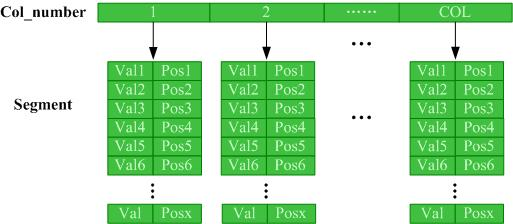 Col_number 1 2 ...... COL
...
Segment
Val1 Pos1 Val1 Pos1 Val1 Pos1
Val2 Pos2 Val2 Pos2 Val2 Pos2
Val3 Pos3 Val3 Pos3 ... Val3 Pos3
Val4 Pos4 Val4 Pos4 Val4 Pos4
Val5 Pos5 Val5 Pos5 Val5 Pos5
Val6 Pos6 Val6 Pos6 Val6 Pos6
Val Posx Val Posx Val Posx